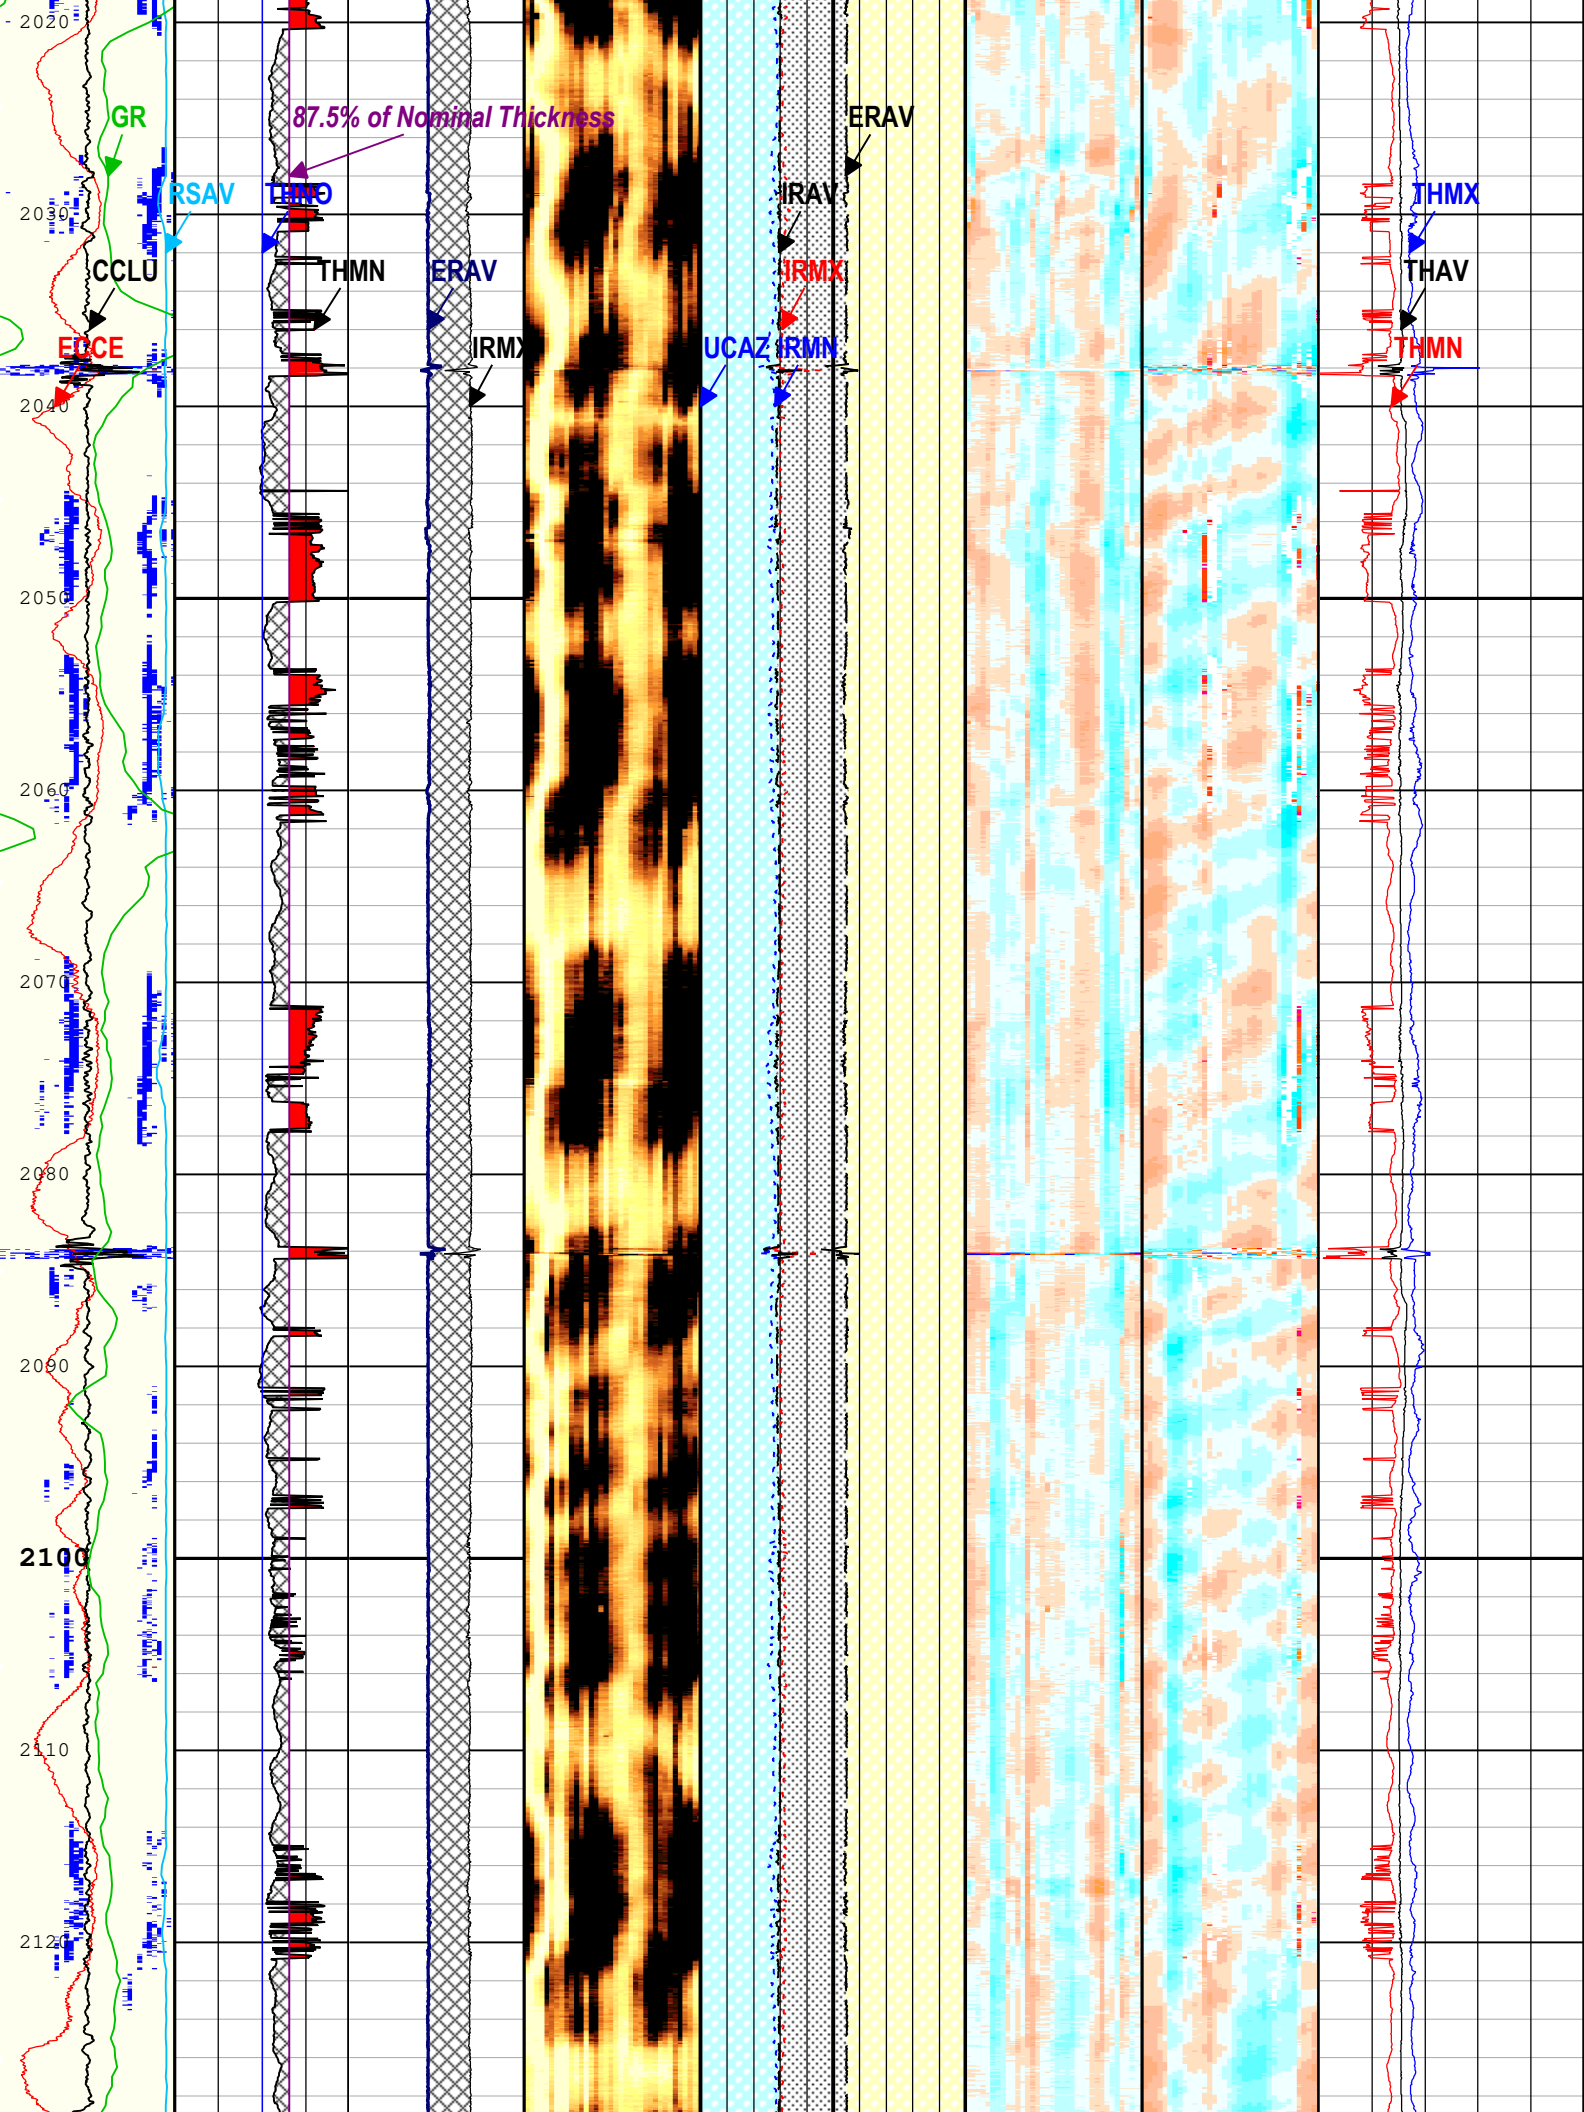 2020
GR
87.5% of Nominal Thickness
ERAV
RSAV
THNO
IRAV
THMX
2030
CCLU
THMN
ERAV
IRMX
THAV
ECCE
IRMX
UCAZ
IRMN
THMN
2040
2050
2060
2070
2080
2090
2100
2110
2120